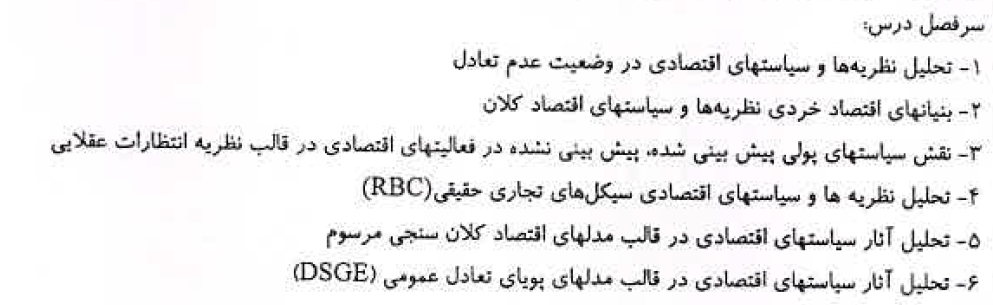 سرفصل درس:
۱- تحلیل نظریه‌ها و سیاستهای اقتصادی در وضعیت عدم تعادل
۲- بنیانهای اقتصاد خردی نظریه‌ها و سیاستهای اقتصاد کلان
۳- نقش سیاستهای پولی پیش بینی شده، پیش بینی نشده در فعالیتهای اقتصادی در قالب نظریه انتظارات عقلایی
۴- تحلیل نظریه ها و سیاستهای اقتصادی سیکل‌های تجاری حقیقی(RBC)
۵- تحلیل آثار سیاستهای اقتصادی در قالب مدلهای اقتصاد کلان سنجی مرسوم
۶- تحلیل آثار سیاستهای اقتصادی در قالب مدلهای پویای تعادل عمومی (DSGE)